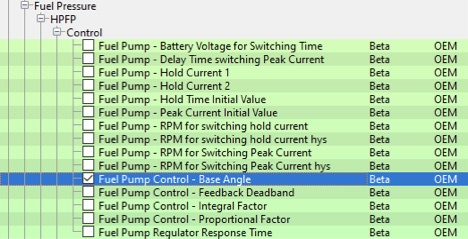 Fuel Pressure
HPFP
Control
Fuel Pump - Battery Voltage for Switching Time Beta OEM
Fuel Pump - Delay Time switching Peak Current Beta OEM
Fuel Pump - Hold Current 1 Beta OEM
Fuel Pump - Hold Current 2 Beta OEM
Fuel Pump - Hold Time Initial Value Beta OEM
Fuel Pump - Peak Current Initial Value Beta OEM
Fuel Pump - RPM for switching hold current Beta OEM
Fuel Pump - RPM for switching hold current hys Beta OEM
Fuel Pump - RPM for Switching Peak Current Beta OEM
Fuel Pump - RPM for Switching Peak Current hys Beta OEM
Fuel Pump Control - Base Angle Beta OEM
Fuel Pump Control - Feedback Deadband Beta OEM
Fuel Pump Control - Integral Factor Beta OEM
Fuel Pump Control - Proportional Factor Beta OEM
Fuel Pump Regulator Response Time Beta OEM